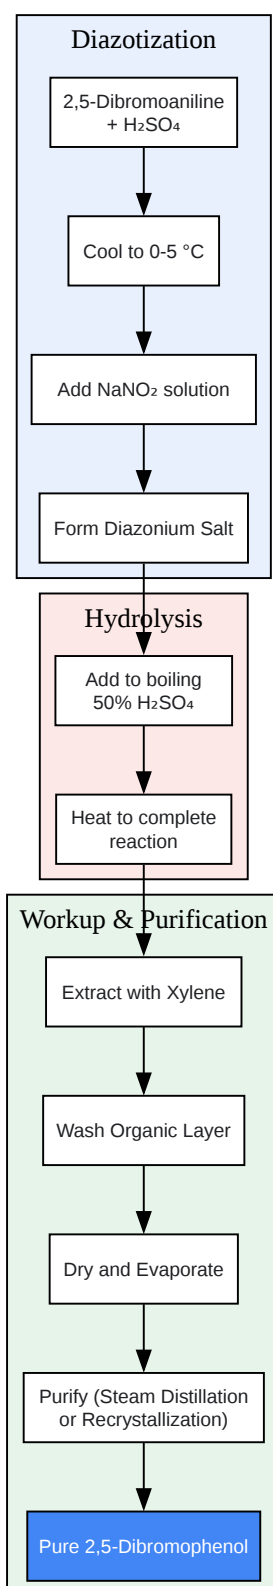 Diazotization
2,5-Dibromoaniline
+ H₂SO₄
Cool to 0-5 °C
Add NaNO₂ solution
Form Diazonium Salt
Hydrolysis
Add to boiling
50% H₂SO₄
Heat to complete
reaction
Workup & Purification
Extract with Xylene
Wash Organic Layer
Dry and Evaporate
Purify (Steam Distillation
or Recrystallization)
Pure 2,5-Dibromophenol